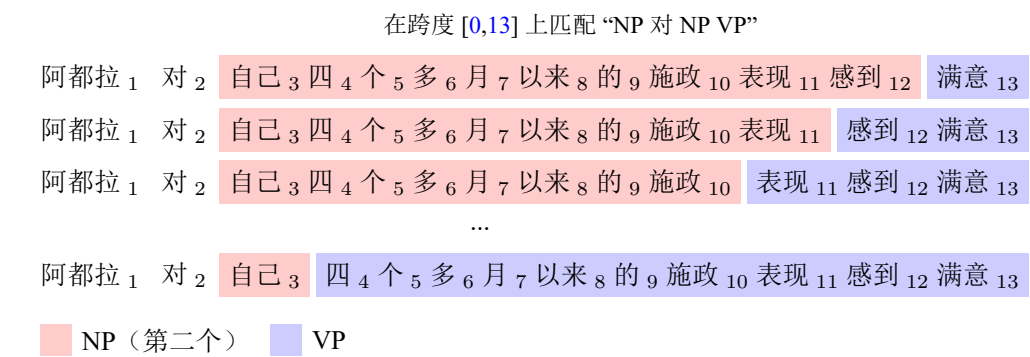 在跨度 [0,13] 上匹配 “NP 对 NP VP”
阿都拉 1 对 2 自己 3 四 4 个 5 多 6 月 7 以来 8 的 9 施政 10 表现 11 感到 12 满意 13
阿都拉 1 对 2 自己 3 四 4 个 5 多 6 月 7 以来 8 的 9 施政 10 表现 11 感到 12 满意 13
阿都拉 1 对 2 自己 3 四 4 个 5 多 6 月 7 以来 8 的 9 施政 10 表现 11 感到 12 满意 13
...
阿都拉 1 对 2 自己 3 四 4 个 5 多 6 月 7 以来 8 的 9 施政 10 表现 11 感到 12 满意 13
NP（第二个） VP